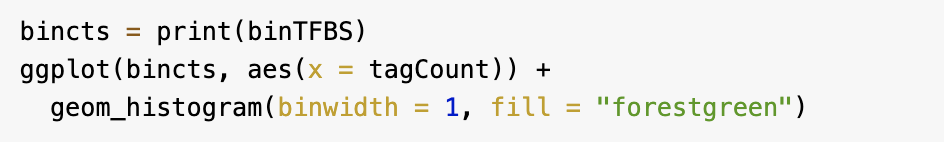 bincts = print(binTFBS)
ggplot(bincts, aes(x = tagCount)) +
  geom_histogram(binwidth = 1, fill = "forestgreen")